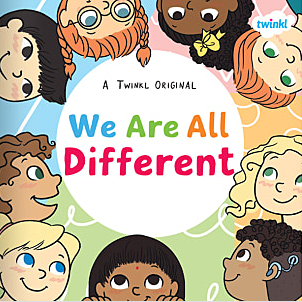 twinkl
A TWINKL ORIGINAL
We Are All
Different